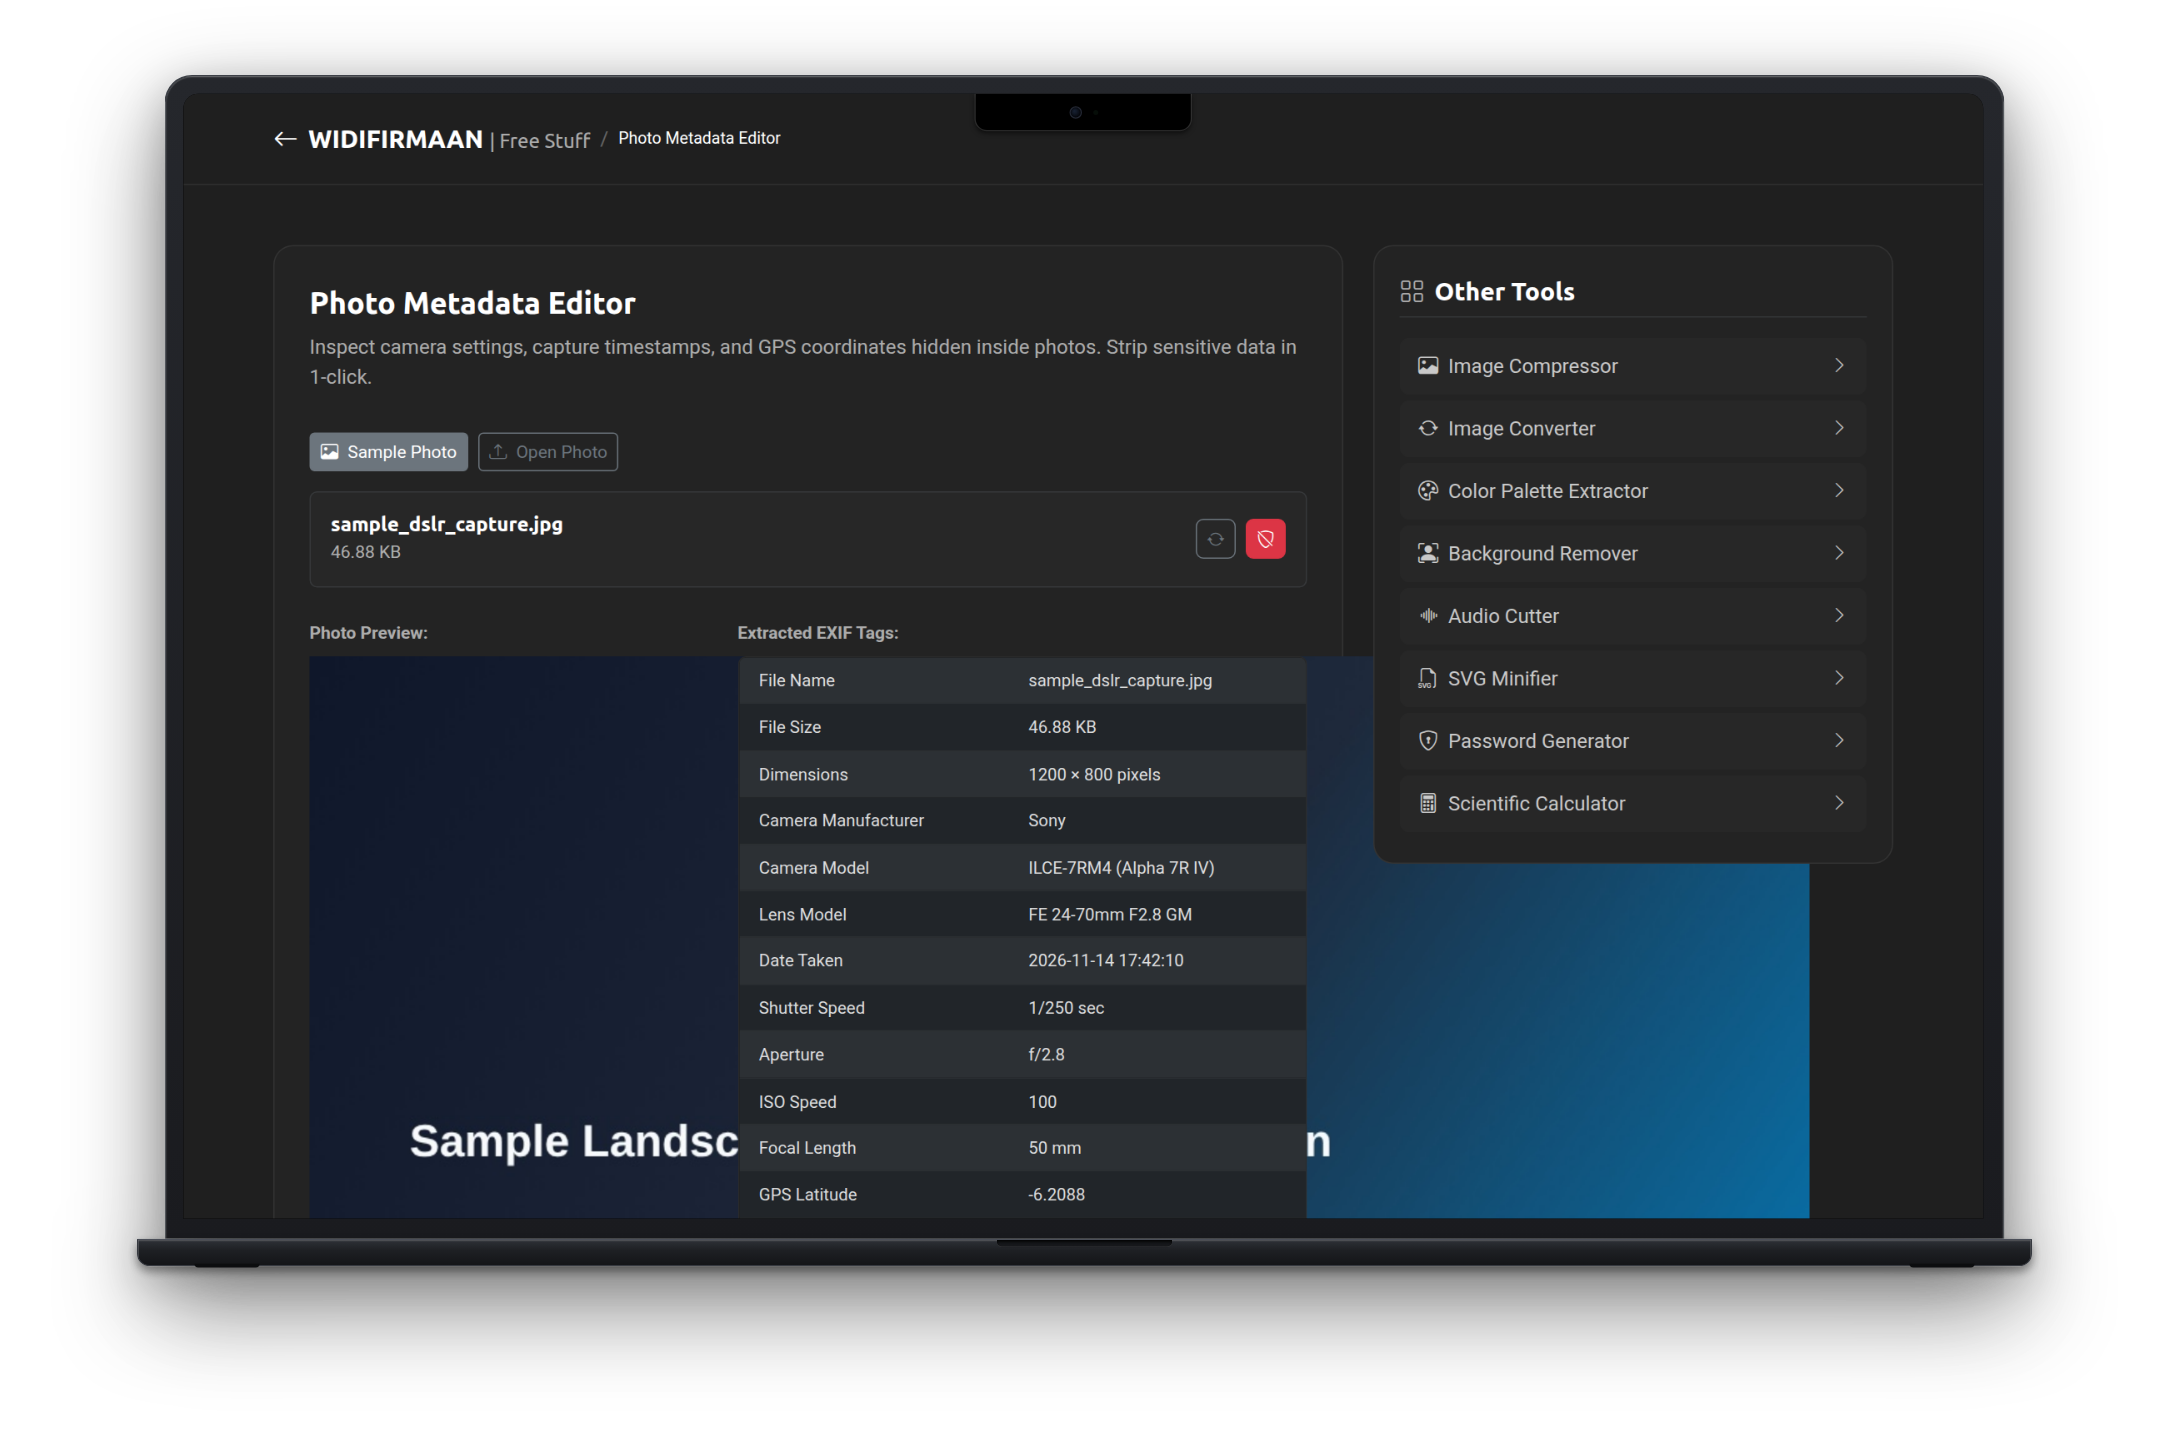 WIDIFIRMAAN | Free Stuff / Photo Metadata Editor
Photo Metadata Editor
Inspect camera settings, capture timestamps, and GPS coordinates hidden inside photos. Strip sensitive data in
1-click.
Sample Photo
Open Photo
sample_dslr_capture.jpg
46.88 KB
Photo Preview:
Sample Landsc
n
Extracted EXIF Tags:
File Name sample_dslr_capture.jpg
File Size 46.88 KB
Dimensions 1200 × 800 pixels
Camera Manufacturer Sony
Camera Model ILCE-7RM4 (Alpha 7R IV)
Lens Model FE 24-70mm F2.8 GM
Date Taken 2026-11-14 17:42:10
Shutter Speed 1/250 sec
Aperture f/2.8
ISO Speed 100
Focal Length 50 mm
GPS Latitude -6.2088
Other Tools
Image Compressor
Image Converter
Color Palette Extractor
Background Remover
Audio Cutter
SVG Minifier
Password Generator
Scientific Calculator